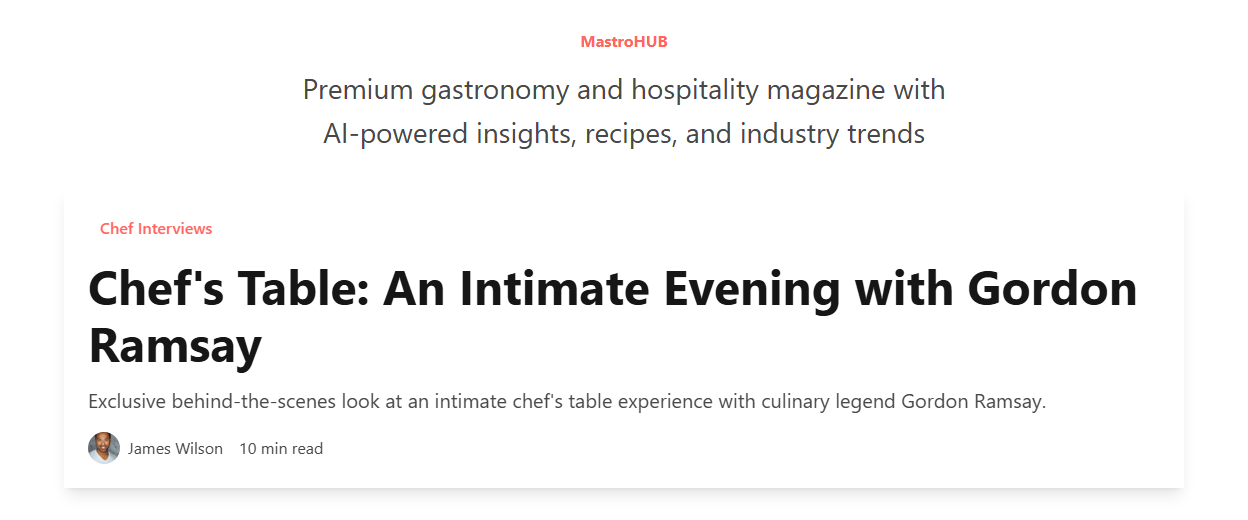 MastroHUB
Premium gastronomy and hospitality magazine with
AI-powered insights, recipes, and industry trends
Chef Interviews
Chef's Table: An Intimate Evening with Gordon
Ramsay
Exclusive behind-the-scenes look at an intimate chef's table experience with culinary legend Gordon Ramsay.
James Wilson 10 min read